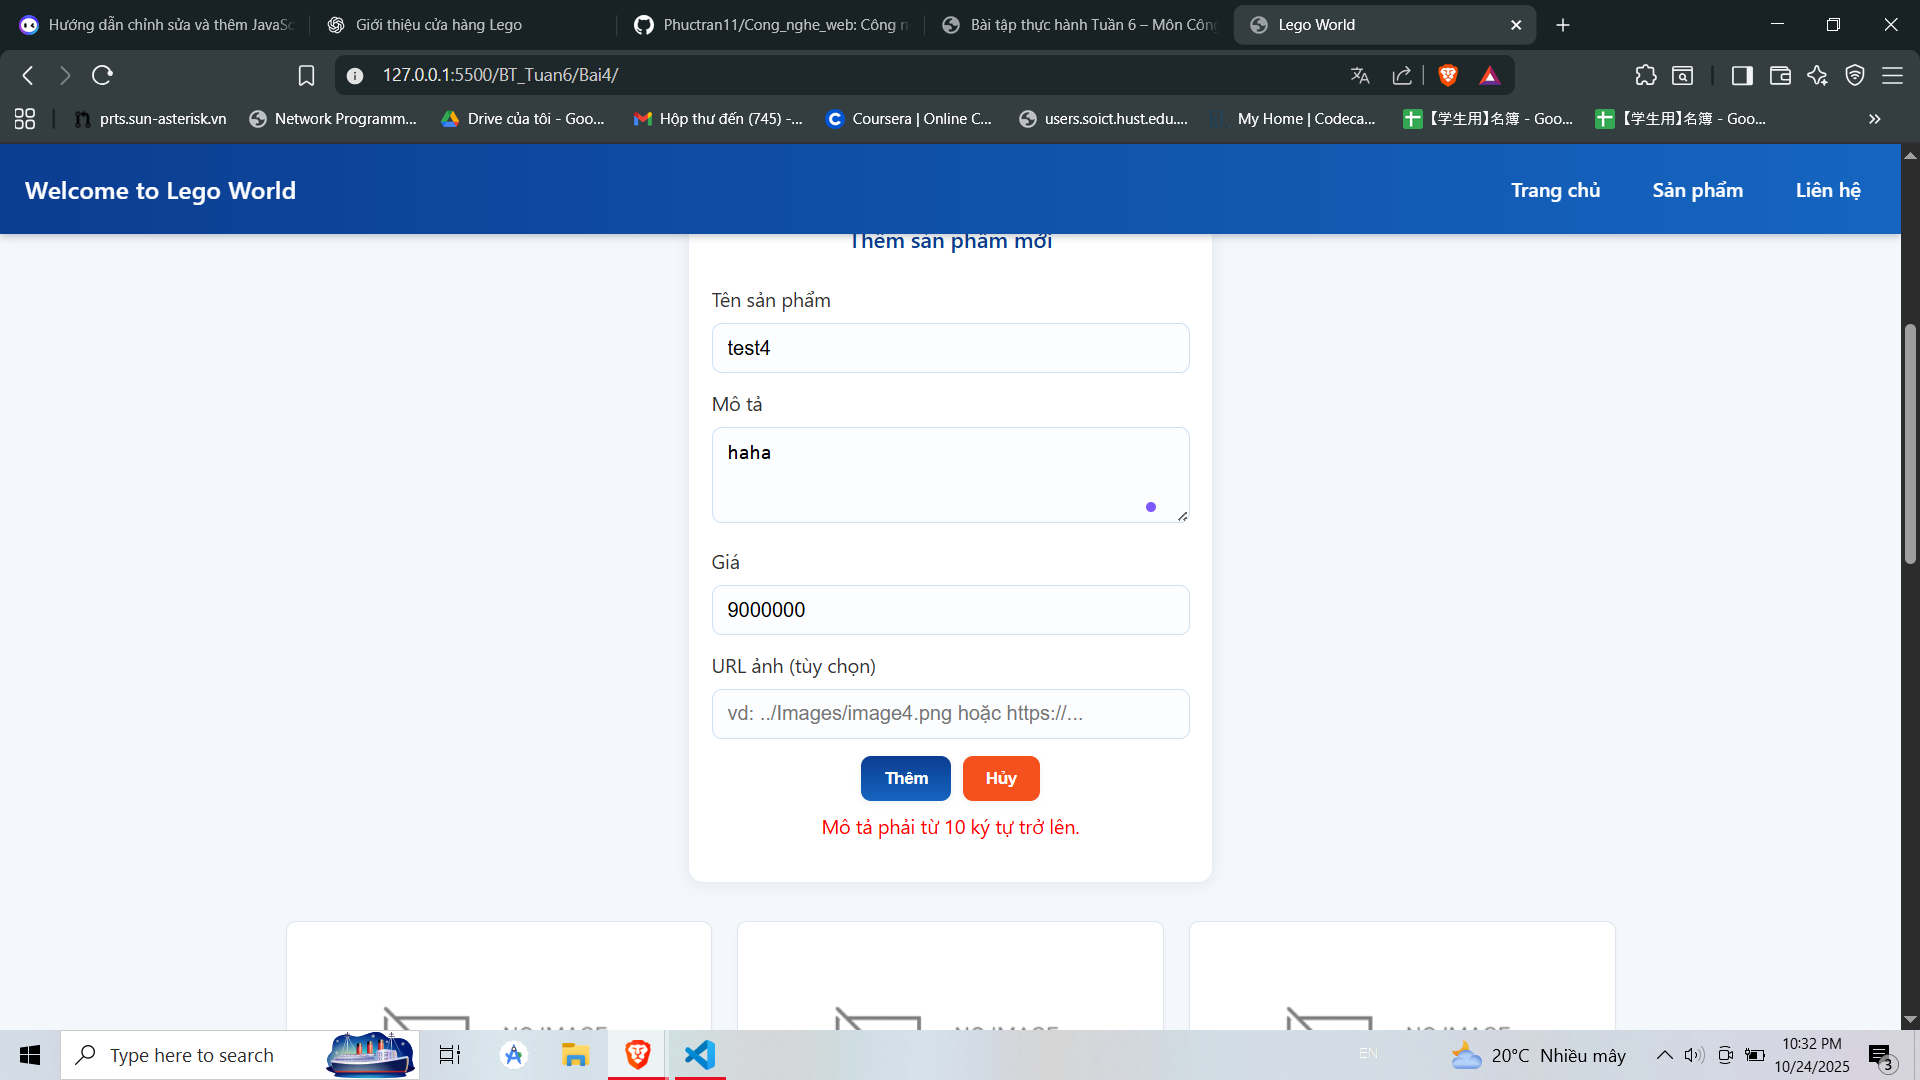 Hướng dẫn chỉnh sửa và thêm JavaSc
Giới thiệu cửa hàng Lego
Phuctran11/Cong_nghe_web: Công n
Bài tập thực hành Tuần 6 – Môn Công
Lego World
127.0.0.1:5500/BT_Tuan6/Bai4/
prts.sun-asterisk.vn
Network Programm...
Drive của tôi - Goo...
Hộp thư đến (745) -...
Coursera | Online C...
users.soict.hust.edu....
My Home | Codeca...
【学生用】名簿 - Goo...
【学生用】名簿 - Goo...
Welcome to Lego World
Trang chủ
Sản phẩm
Liên hệ
Thêm sản phẩm mới
Tên sản phẩm
test4
Mô tả
haha
Giá
9000000
URL ảnh (tùy chọn)
vd: ../Images/image4.png hoặc https://...
Thêm
Hủy
Mô tả phải từ 10 ký tự trở lên.
NO IMAGE
NO IMAGE
NO IMAGE
Type here to search
EN
20°C Nhiều mây
10:32 PM
10/24/2025
3